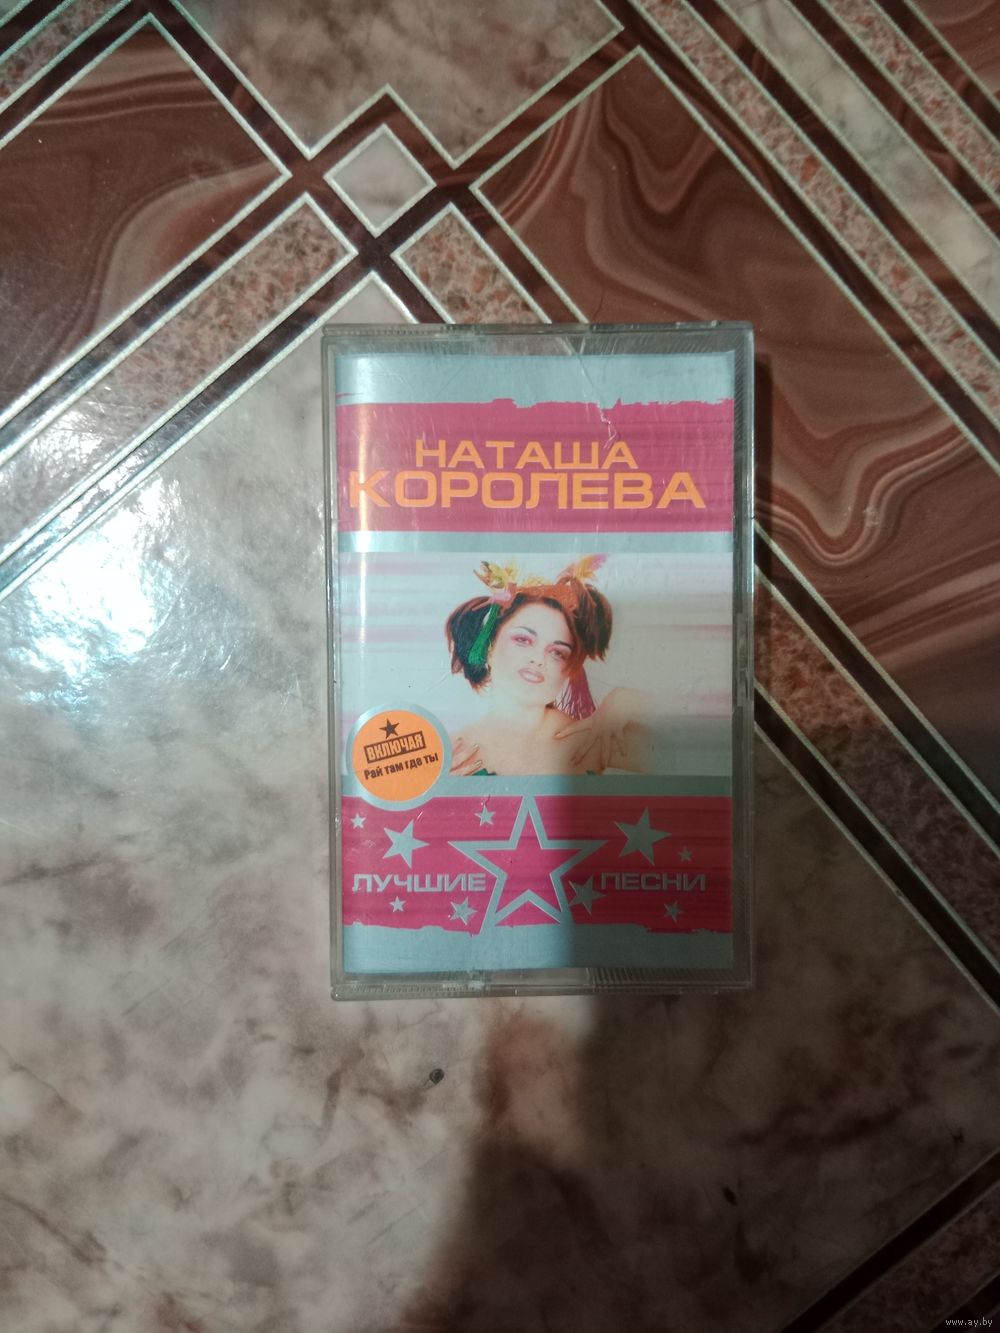 НАТАША
КОРОЛЕВА
ВКЛЮЧАЯ
Рай там где ты
ЛУЧШИЕ ПЕСНИ
www.ay.by